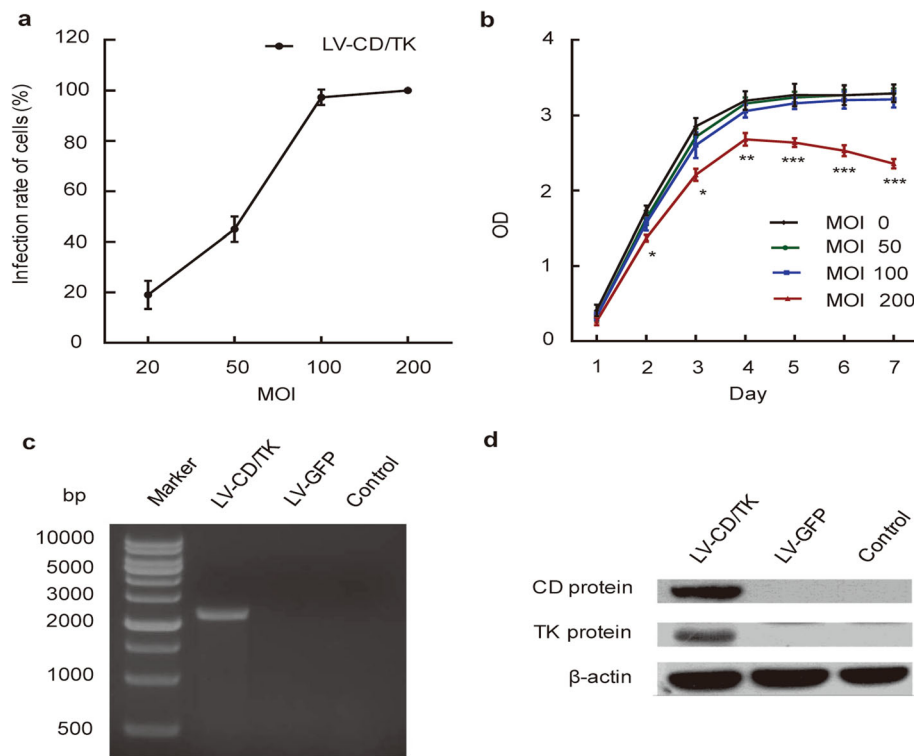 a
120
100
80
60
40
20
0
Infection rate of cells (%)
LV-CD/TK
20 50 100 200
MOI
b
4
3
2
1
0
OD
* * ** *** *** ***
MOI 0
MOI 50
MOI 100
MOI 200
1 2 3 4 5 6 7
Day
c
bp
Marker LV-CD/TK LV-GFP Control
10000
5000
3000
2000
1000
500
d
LV-CD/TK LV-GFP Control
CD protein
TK protein
β-actin